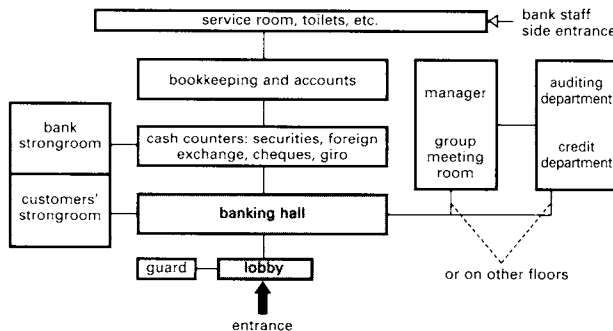 service room, toilets, etc.
bank staff
side entrance
bookkeeping and accounts
manager
group
meeting
room
auditing
department
credit
department
bank
strongroom
cash counters: securities, foreign
exchange, cheques, giro
customers'
strongroom
banking hall
guard
lobby
or on other floors
entrance